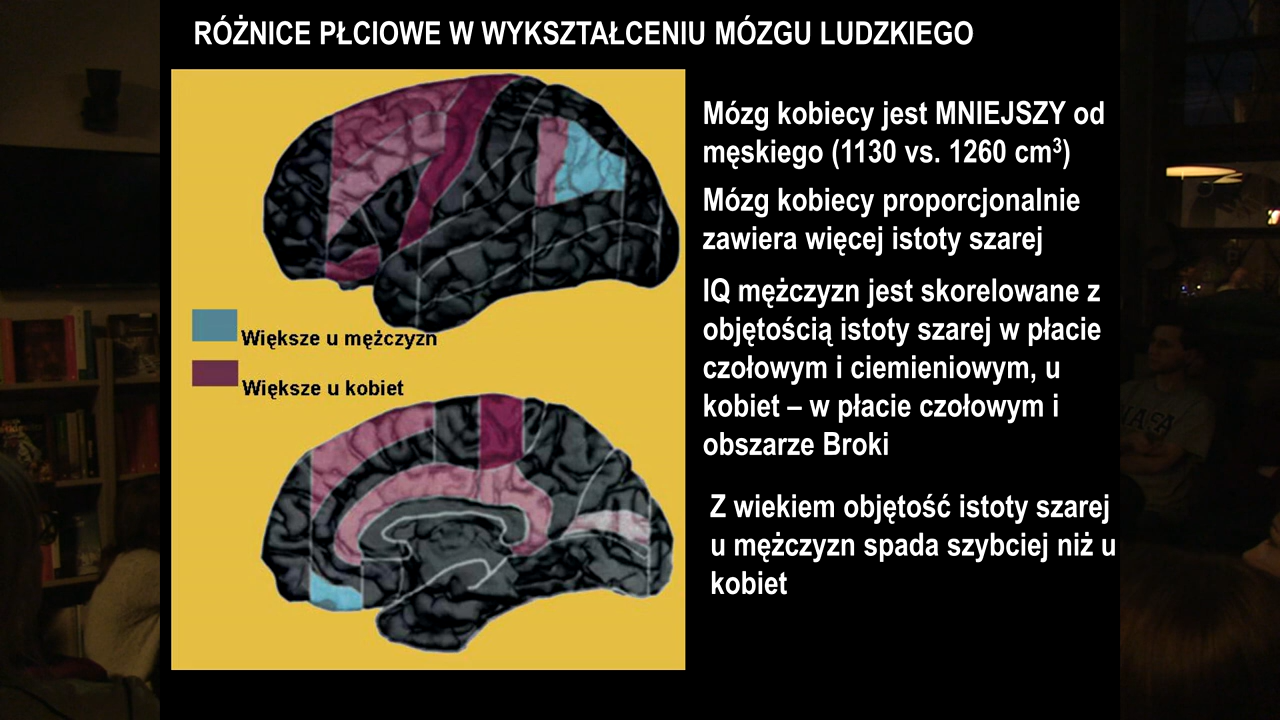 RÓŻNICE PŁCIOWE W WYKSZTAŁCENIU MÓZGU LUDZKIEGO
Mózg kobiecy jest MNIEJSZY od
męskiego (1130 vs. 1260 cm³)
Mózg kobiecy proporcjonalnie
zawiera więcej istoty szarej
IQ mężczyzn jest skorelowane z
objętością istoty szarej w płacie
czołowym i ciemieniowym, u
kobiet – w płacie czołowym i
obszarze Broki
Z wiekiem objętość istoty szarej
u mężczyzn spada szybciej niż u
kobiet
Większe u mężczyzn
Większe u kobiet
NASA